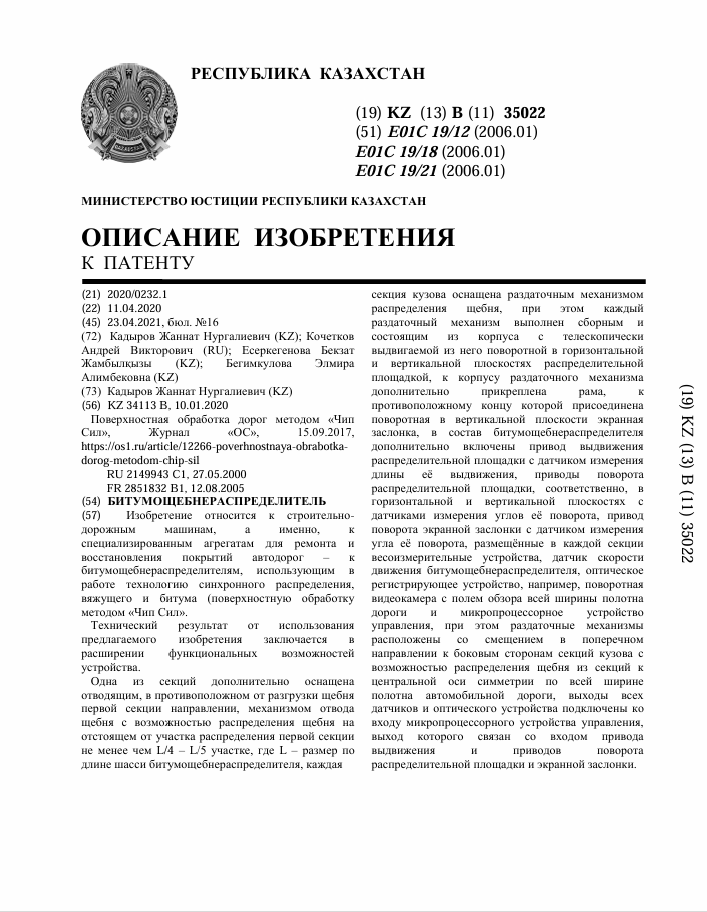 РЕСПУБЛИКА КАЗАХСТАН
(19) KZ (13) B (11) 35022
(51) E01C 19/12 (2006.01)
E01C 19/18 (2006.01)
E01C 19/21 (2006.01)
МИНИСТЕРСТВО ЮСТИЦИИ РЕСПУБЛИКИ КАЗАХСТАН
ОПИСАНИЕ ИЗОБРЕТЕНИЯ
К ПАТЕНТУ
(21) 2020/0232.1
(22) 11.04.2020
(45) 23.04.2021, бюл. №16
(72) Кадыров Жаннат Нургалиевич (KZ); Кочетков
Андрей Викторович (RU); Есеркегенова Бекзат
Жамбылқызы (KZ); Бегимкулова Элмира
Алимбековна (KZ)
(73) Кадыров Жаннат Нургалиевич (KZ)
(56) KZ 34113 B, 10.01.2020
Поверхностная обработка дорог методом «Чип
Сил», Журнал «ОС», 15.09.2017,
https://os1.ru/article/12266-poverhnostnaya-obrabotka-
dorog-metodom-chip-sil
RU 2149943 C1, 27.05.2000
FR 2851832 B1, 12.08.2005
(54) БИТУМОЩЕБНЕРАСПРЕДЕЛИТЕЛЬ
(57) Изобретение относится к строительно-
дорожным машинам, а именно, к
специализированным агрегатам для ремонта и
восстановления покрытий автодорог – к
битумощебнераспределителям, использующим в
работе технологию синхронного распределения,
вяжущего и битума (поверхностную обработку
методом «Чип Сил».
Технический результат от использования
предлагаемого изобретения заключается в
расширении функциональных возможностей
устройства.
Одна из секций дополнительно оснащена
отводящим, в противоположном от разгрузки щебня
первой секции направлении, механизмом отвода
щебня с возможностью распределения щебня на
отстоящем от участка распределения первой секции
не менее чем L/4 – L/5 участке, где L – размер по
длине шасси битумощебнераспределителя, каждая
секция кузова оснащена раздаточным механизмом
распределения щебня, при этом каждый
раздаточный механизм выполнен сборным и
состоящим из корпуса с телескопически
выдвигаемой из него поворотной в горизонтальной
и вертикальной плоскостях распределительной
площадкой, к корпусу раздаточного механизма
дополнительно прикреплена рама, к
противоположному концу которой присоединена
поворотная в вертикальной плоскости экранная
заслонка, в состав битумощебнераспределителя
дополнительно включены привод выдвижения
распределительной площадки с датчиком измерения
длины её выдвижения, приводы поворота
распределительной площадки, соответственно, в
горизонтальной и вертикальной плоскостях с
датчиками измерения углов её поворота, привод
поворота экранной заслонки с датчиком измерения
угла её поворота, размещённые в каждой секции
весоизмерительные устройства, датчик скорости
движения битумощебнераспределителя, оптическое
регистрирующее устройство, например, поворотная
видеокамера с полем обзора всей ширины полотна
дороги и микропроцессорное устройство
управления, при этом раздаточные механизмы
расположены со смещением в поперечном
направлении к боковым сторонам секций кузова с
возможностью распределения щебня из секций к
центральной оси симметрии по всей ширине
полотна автомобильной дороги, выходы всех
датчиков и оптического устройства подключены ко
входу микропроцессорного устройства управления,
выход которого связан со входом привода
выдвижения и приводов поворота
распределительной площадки и экранной заслонки.
(19) KZ (13) B (11) 35022